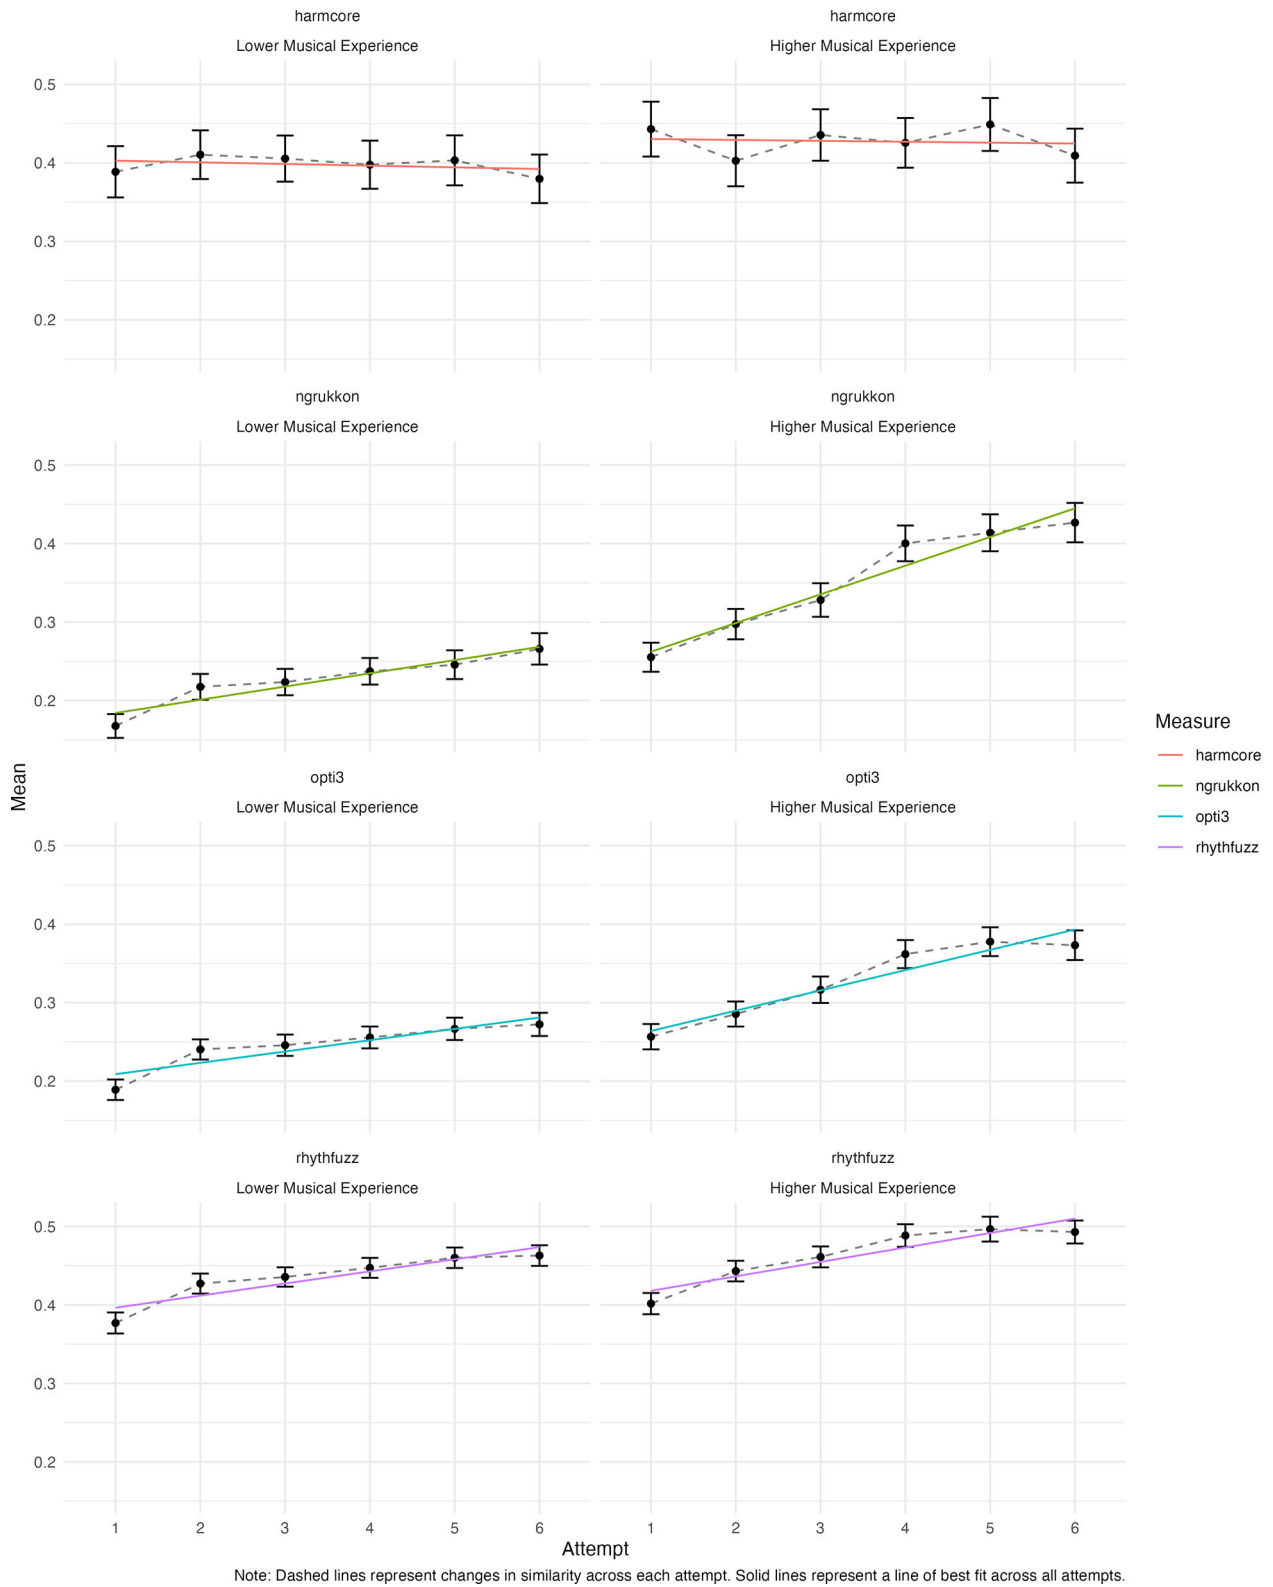 harmcore harmcore
Lower Musical Experience Higher Musical Experience
0.5
0.4
0.3
0.2
ngrukkon ngrukkon
Lower Musical Experience Higher Musical Experience
0.5
0.4
0.3
0.2
Measure
harmcore
ngrukkon
opti3
rhythfuzz
Mean
opti3 opti3
Lower Musical Experience Higher Musical Experience
0.5
0.4
0.3
0.2
rhythfuzz rhythfuzz
Lower Musical Experience Higher Musical Experience
0.5
0.4
0.3
0.2
1 2 3 4 5 6 1 2 3 4 5 6
Attempt
Note: Dashed lines represent changes in similarity across each attempt. Solid lines represent a line of best fit across all attempts.